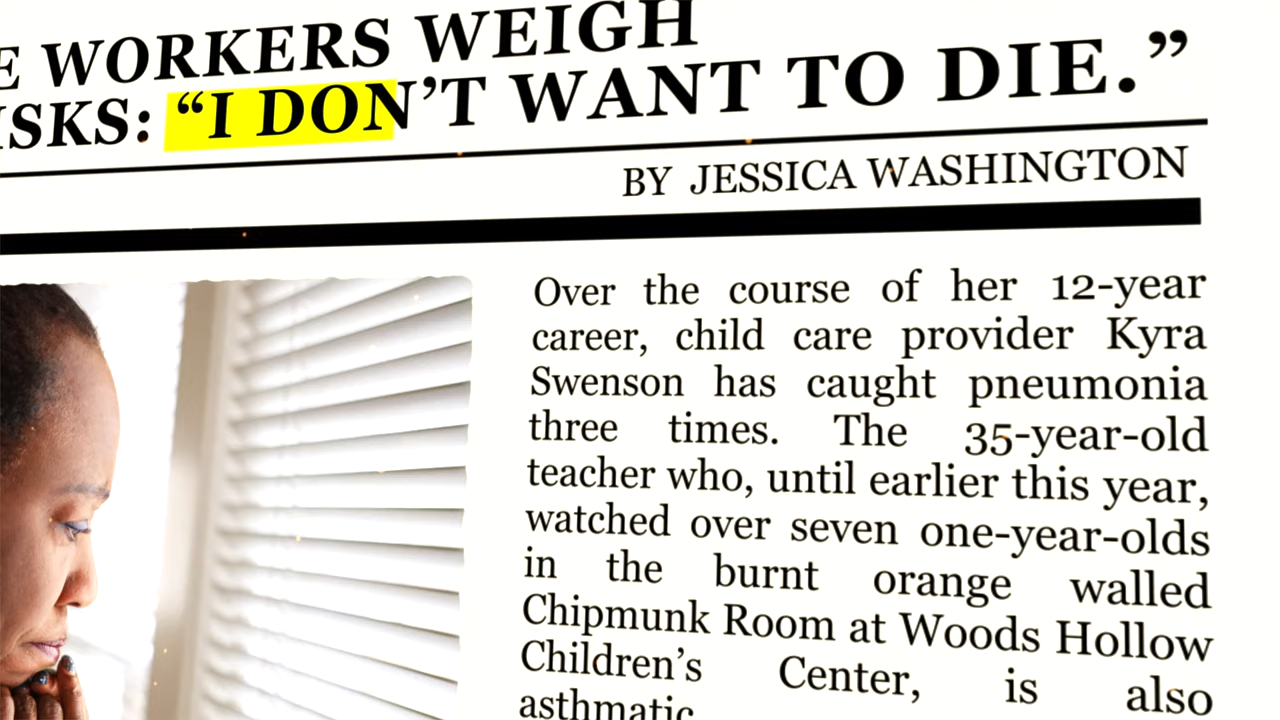 E WORKERS WEIGH
ISKS: “I DON’T WANT TO DIE.”
BY JESSICA WASHINGTON
Over the course of her 12-year
career, child care provider Kyra
Swenson has caught pneumonia
three times. The 35-year-old
teacher who, until earlier this year,
watched over seven one-year-olds
in the burnt orange walled
Chipmunk Room at Woods Hollow
Children’s Center, is also
asthmatic